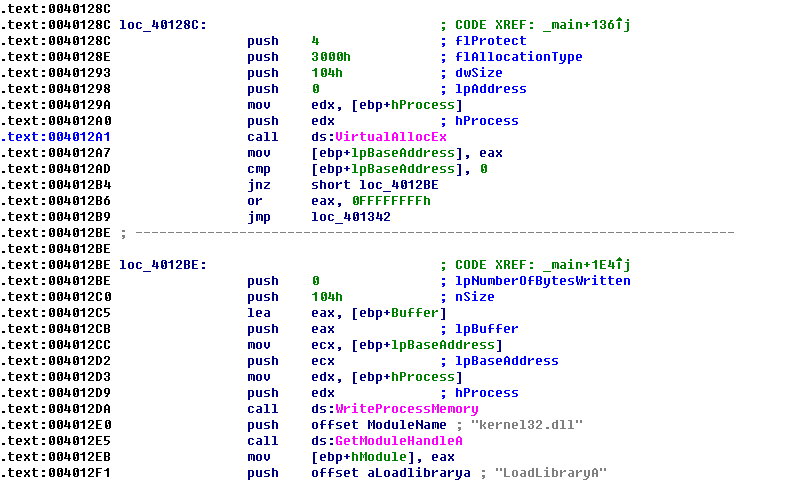 .text:0040128C
.text:0040128C loc_40128C: ; CODE XREF: _main+136↑j
.text:0040128C push 4 ; flProtect
.text:0040128E push 3000h ; flAllocationType
.text:00401293 push 104h ; dwSize
.text:00401298 push 0 ; lpAddress
.text:0040129A mov edx, [ebp+hProcess]
.text:004012A0 push edx ; hProcess
.text:004012A1 call ds:VirtualAllocEx
.text:004012A7 mov [ebp+lpBaseAddress], eax
.text:004012AD cmp [ebp+lpBaseAddress], 0
.text:004012B4 jnz short loc_4012BE
.text:004012B6 or eax, 0FFFFFFFFh
.text:004012B9 jmp loc_401342
.text:004012BE ; ---------------------------------------------------------------------------
.text:004012BE
.text:004012BE loc_4012BE: ; CODE XREF: _main+1E4↑j
.text:004012BE push 0 ; lpNumberOfBytesWritten
.text:004012C0 push 104h ; nSize
.text:004012C5 lea eax, [ebp+Buffer]
.text:004012CB push eax ; lpBuffer
.text:004012CC mov ecx, [ebp+lpBaseAddress]
.text:004012D2 push ecx ; lpBaseAddress
.text:004012D3 mov edx, [ebp+hProcess]
.text:004012D9 push edx ; hProcess
.text:004012DA call ds:WriteProcessMemory
.text:004012E0 push offset ModuleName ; "kernel32.dll"
.text:004012E5 call ds:GetModuleHandleA
.text:004012EB mov [ebp+hModule], eax
.text:004012F1 push offset aLoadlibrarya ; "LoadLibraryA"